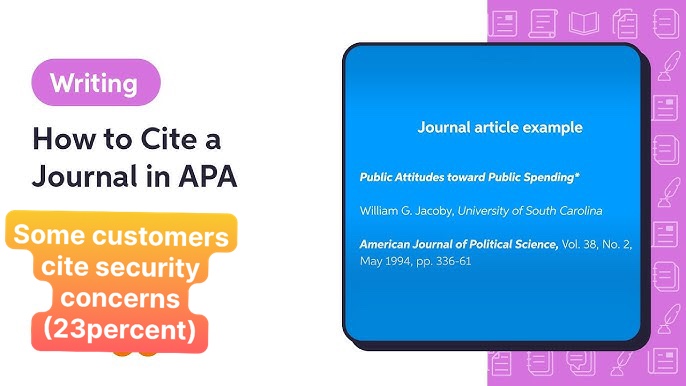 Writing
How to Cite a
Journal in APA
Some customers
cite security
concerns
(23percent)
Journal article example
Public Attitudes toward Public Spending*
William G. Jacoby, University of South Carolina
American Journal of Political Science, Vol. 38, No. 2,
May 1994, pp. 336-61